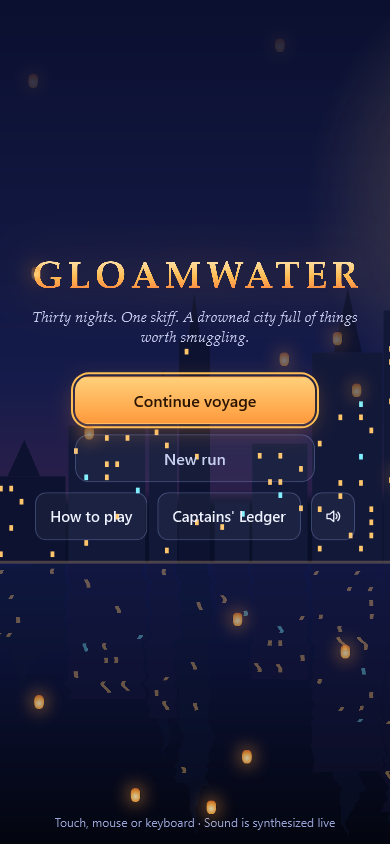 GLOAMWATER
Thirty nights. One skiff. A drowned city full of things
worth smuggling.
Continue voyage
New run
How to play
Captains' Ledger
Touch, mouse or keyboard · Sound is synthesized live